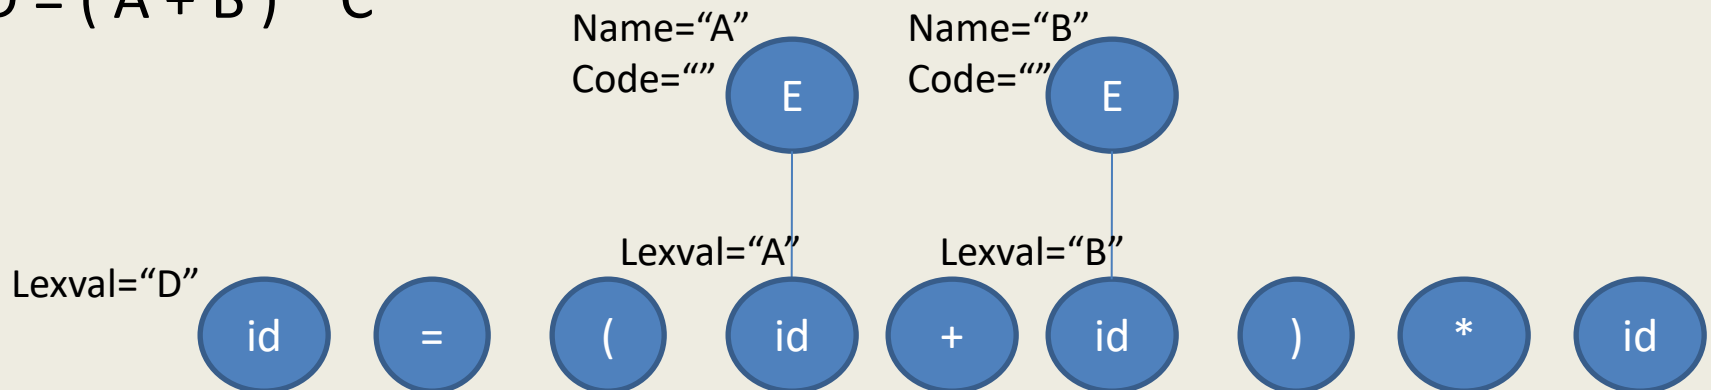 D = ( A + B ) * C
Name=“A” Name=“B”
Code=“” Code=“”
E E
Lexval=“A” Lexval=“B”
Lexval=“D”
id = ( id + id ) * id